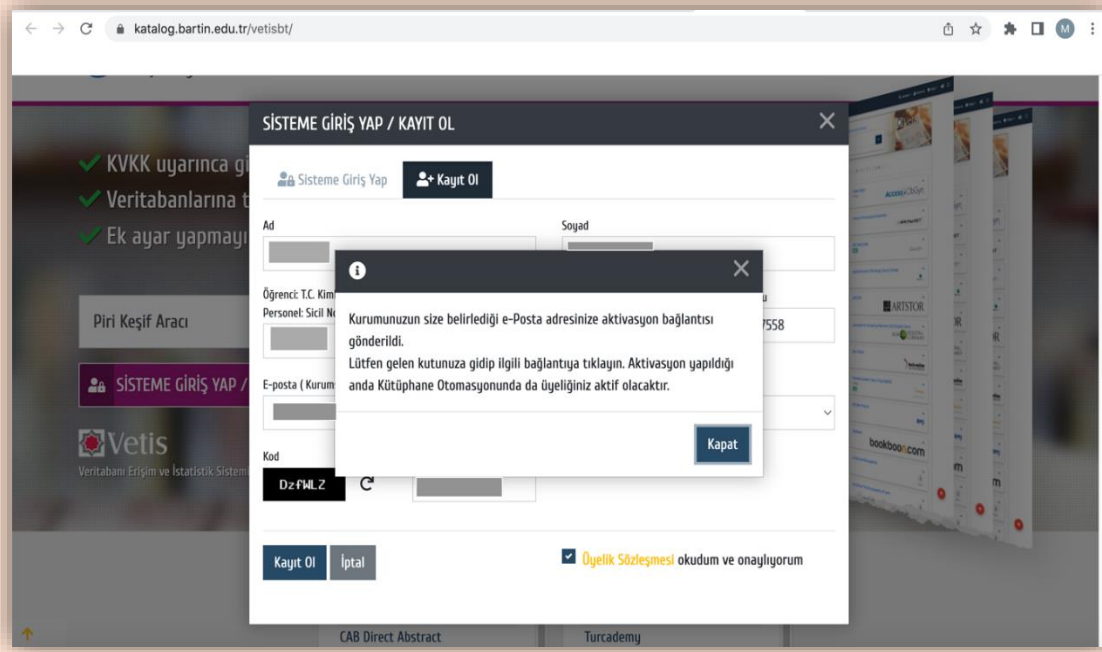 katalog.bartin.edu.tr/vetisbt/
M
SİSTEME GİRİŞ YAP / KAYIT OL
KVKK uyarınca gi
Veritabanlarına t
Ek ayar yapmayı
Sisteme Giriş Yap
Kayıt Ol
Ad
Soyad
Öğrenci: T.C. Kim
Personel: Sicil No
u
7558
Kurumunuzun size belirlediği e-Posta adresinize aktivasyon bağlantısı
gönderildi.
Lütfen gelen kutunuza gidip ilgili bağlantıya tıklayın. Aktivasyon yapıldığı
anda Kütüphane Otomasyonunda da üyeliğiniz aktif olacaktır.
Kapat
Piri Keşif Aracı
SİSTEME GİRİŞ YAP /
E-posta ( Kurum
Vetis
Veritabanı Erişim ve İstatistik Sistemi
Kod
DzfWLZ
Kayıt Ol
İptal
Üyelik Sözleşmesi okudum ve onaylıyorum
ARTSTOR
bookboon.com
CAB Direct Abstract
Turcademy